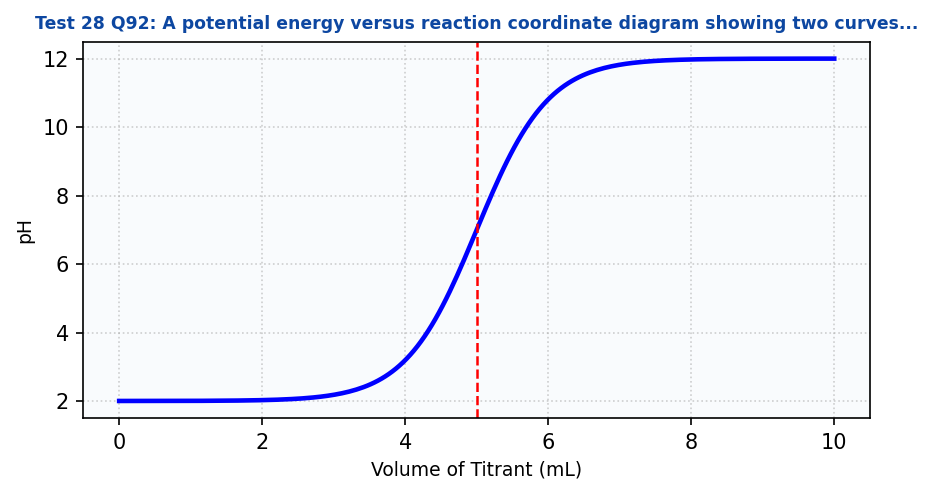 Test 28 Q92: A potential energy versus reaction coordinate diagram showing two curves...
12
10
8
6
4
2
pH
0 2 4 6 8 10
Volume of Titrant (mL)